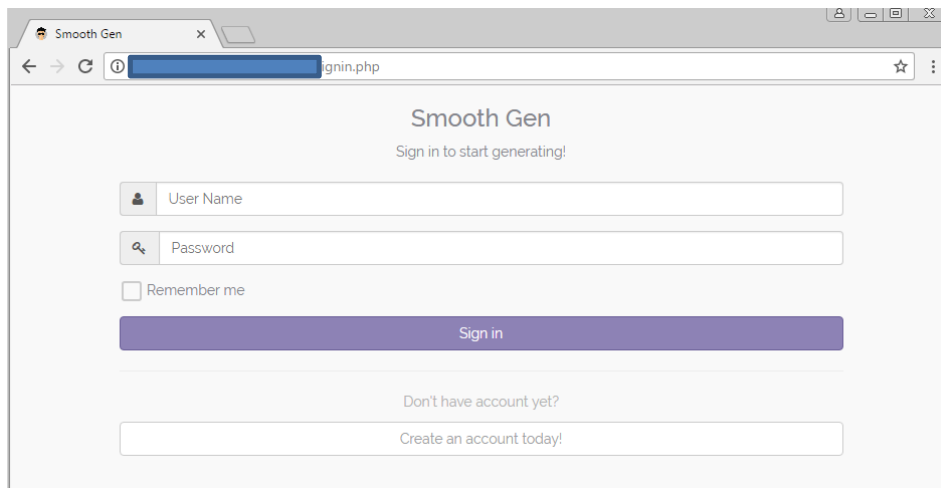 Smooth Gen
ignin.php
Smooth Gen
Sign in to start generating!
User Name
Password
Remember me
Sign in
Don't have account yet?
Create an account today!